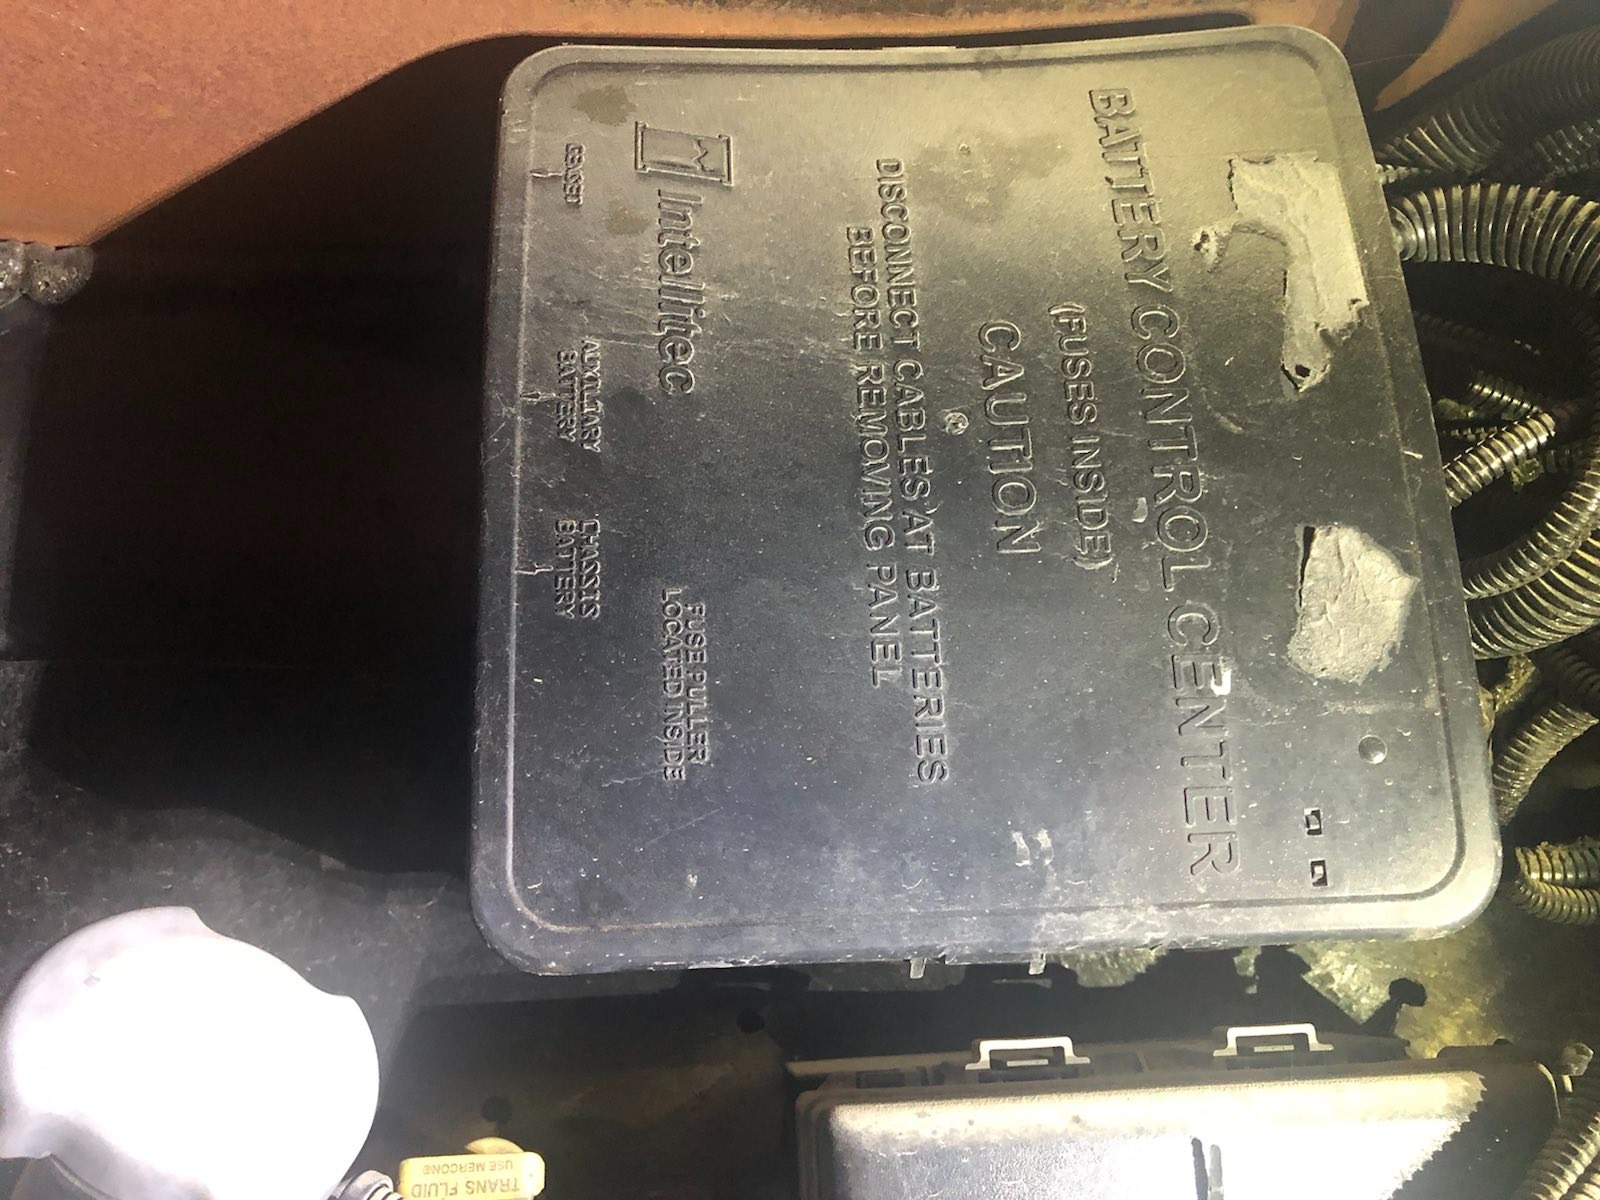 BATTERY CONTROL CENTER
(FUSES INSIDE)
CAUTION
DISCONNECT CABLES AT BATTERIES
BEFORE REMOVING PANEL
Intellitec
FUSE PULLER
LOCATED INSIDE
AUXILIARY
BATTERY
CHASSIS
BATTERY
TRANS FLUID
USE MERCON®